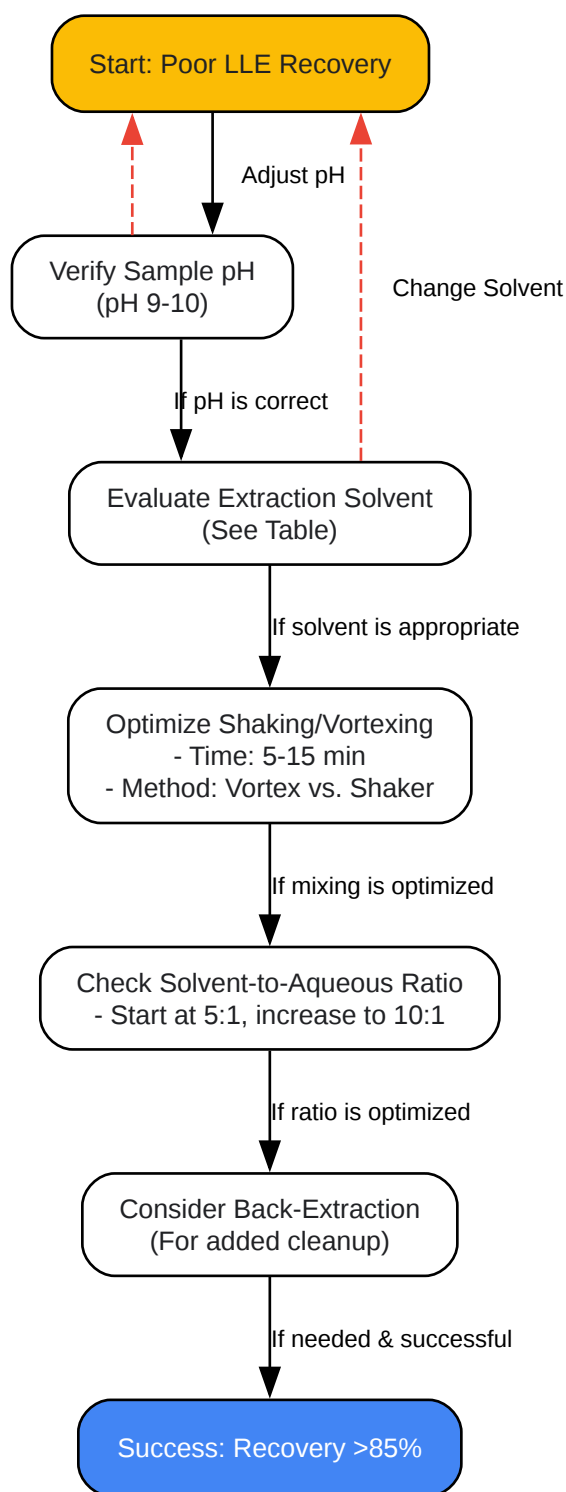 Start: Poor LLE Recovery
Adjust pH
Verify Sample pH
(pH 9-10)
Change Solvent
If pH is correct
Evaluate Extraction Solvent
(See Table)
If solvent is appropriate
Optimize Shaking/Vortexing
- Time: 5-15 min
- Method: Vortex vs. Shaker
If mixing is optimized
Check Solvent-to-Aqueous Ratio
- Start at 5:1, increase to 10:1
If ratio is optimized
Consider Back-Extraction
(For added cleanup)
If needed & successful
Success: Recovery >85%